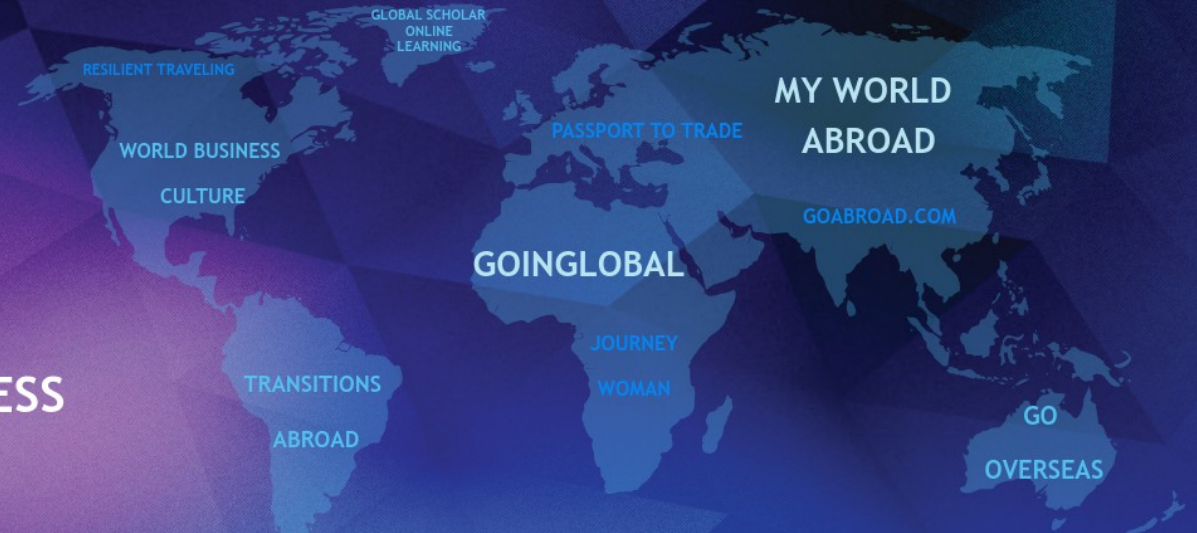 GLOBAL SCHOLAR
ONLINE
LEARNING
RESILIENT TRAVELING
MY WORLD
ABROAD
PASSPORT TO TRADE
WORLD BUSINESS
CULTURE
GOABROAD.COM
GOINGLOBAL
JOURNEY
WOMAN
TRANSITIONS
ABROAD
ESS
GO
OVERSEAS